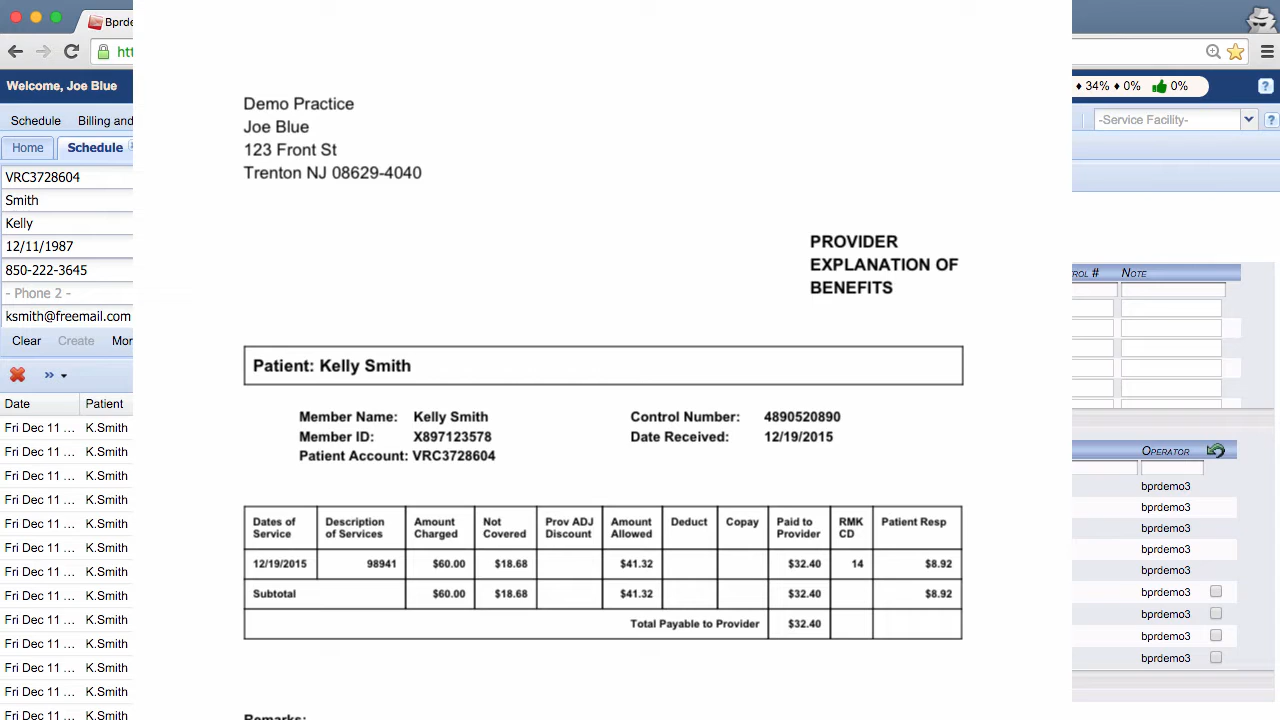 Bprde
htt
Welcome, Joe Blue
34% 0% 0%
?
Schedule Billing and
-Service Facility-
?
Home Schedule
VRC3728604
Smith
Kelly
12/11/1987
850-222-3645
- Phone 2 -
ksmith@freemail.com
Clear Create Mor
»
Date Patient
Fri Dec 11 ... K.Smith
Fri Dec 11 ... K.Smith
Fri Dec 11 ... K.Smith
Fri Dec 11 ... K.Smith
Fri Dec 11 ... K.Smith
Fri Dec 11 ... K.Smith
Fri Dec 11 ... K.Smith
Fri Dec 11 ... K.Smith
Fri Dec 11 ... K.Smith
Fri Dec 11 ... K.Smith
Fri Dec 11 ... K.Smith
Fri Dec 11 ... K.Smith
Fri Dec 11 ... K.Smith
Demo Practice
Joe Blue
123 Front St
Trenton NJ 08629-4040
PROVIDER
EXPLANATION OF
BENEFITS
Patient: Kelly Smith
Member Name: Kelly Smith Control Number: 4890520890
Member ID: X897123578 Date Received: 12/19/2015
Patient Account: VRC3728604
Dates of Service Description of Services Amount Charged Not Covered Prov ADJ Discount Amount Allowed Deduct Copay Paid to Provider RMK CD Patient Resp
12/19/2015 98941 $60.00 $18.68 $41.32 $32.40 14 $8.92
Subtotal $60.00 $18.68 $41.32 $32.40 $8.92
Total Payable to Provider $32.40
Remarks:
ROL # NOTE
OPERATOR
bprdemo3
bprdemo3
bprdemo3
bprdemo3
bprdemo3
bprdemo3
bprdemo3
bprdemo3
bprdemo3